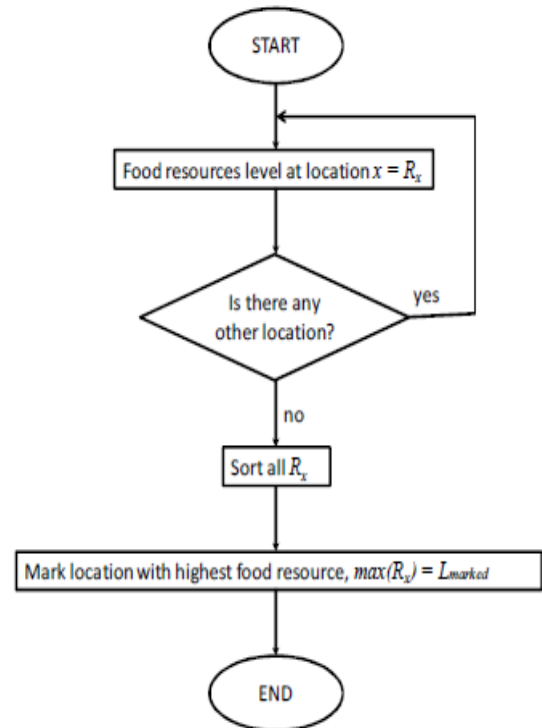 START
Food resources level at location x = Rₓ
Is there any
other location?
yes
no
Sort all Rₓ
Mark location with highest food resource, max(Rₓ) = Lmarked
END